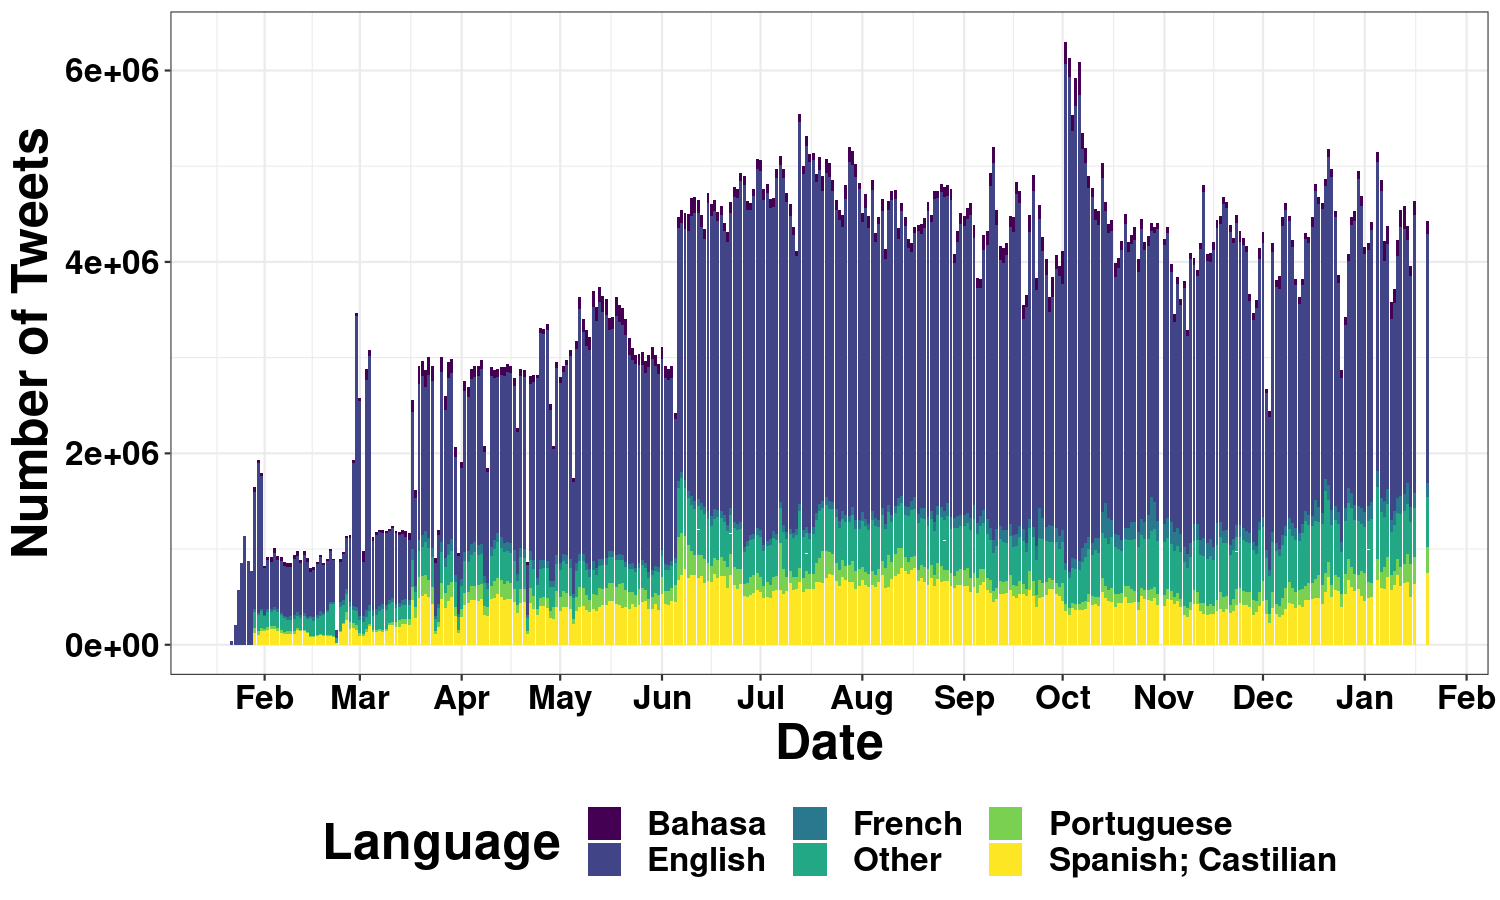 Number of Tweets
6e+06
4e+06
2e+06
0e+00
Feb Mar Apr May Jun Jul Aug Sep Oct Nov Dec Jan Feb
Date
Language
Bahasa French Portuguese
English Other Spanish; Castilian